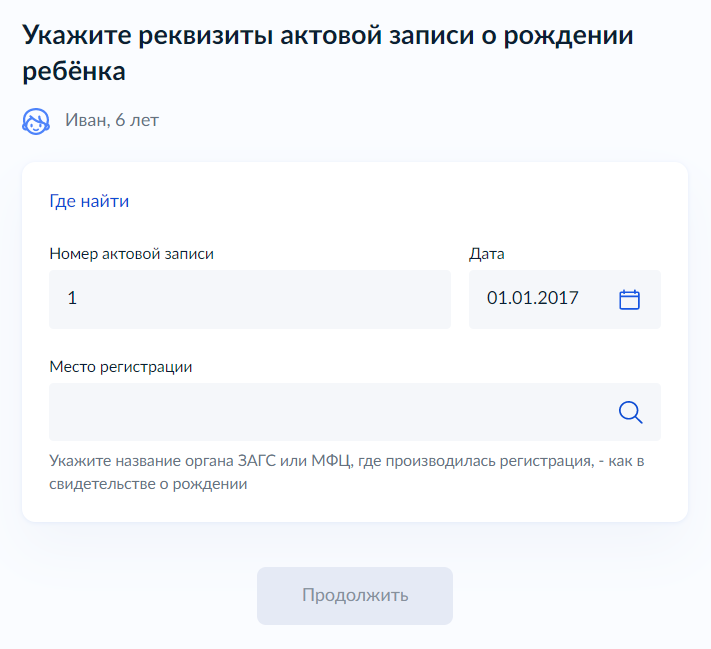 Укажите реквизиты актовой записи о рождении
ребёнка
Иван, 6 лет
Где найти
Номер актовой записи
Дата
1
01.01.2017
Место регистрации
Укажите название органа ЗАГС или МФЦ, где производилась регистрация, - как в
свидетельстве о рождении
Продолжить